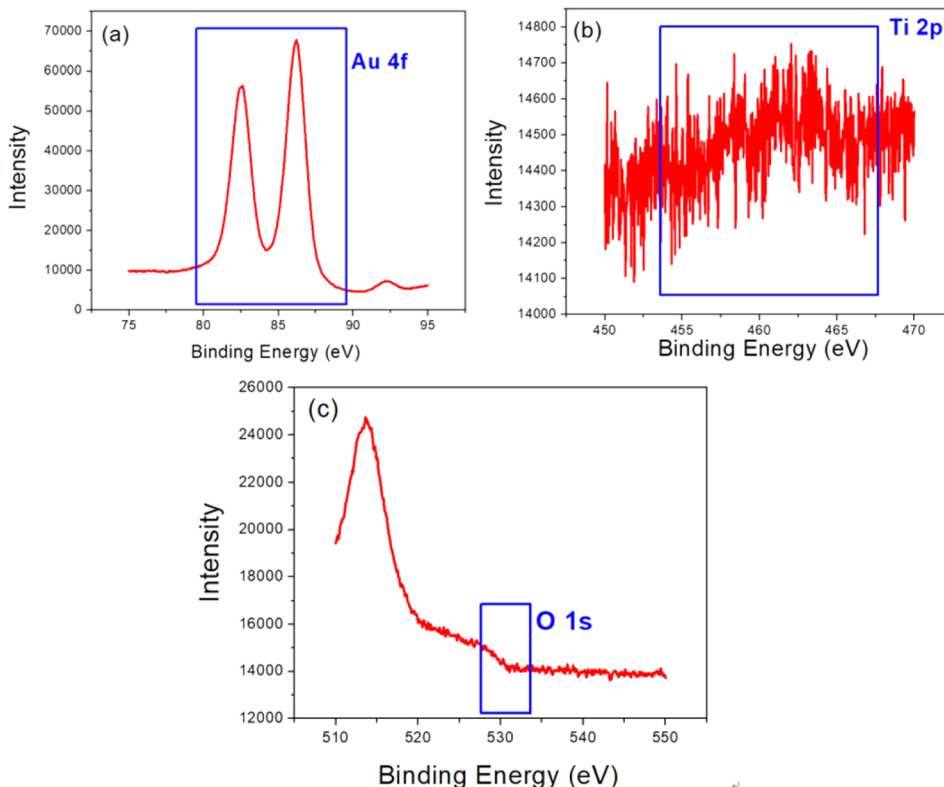 (a)
Au 4f
70000
60000
50000
40000
30000
20000
10000
0
Intensity
75 80 85 90 95
Binding Energy (eV)
(b)
Ti 2p
14800
14700
14600
14500
14400
14300
14200
14100
14000
Intensity
450 455 460 465 470
Binding Energy (eV)
(c)
O 1s
26000
24000
22000
20000
18000
16000
14000
12000
Intensity
510 520 530 540 550
Binding Energy (eV)